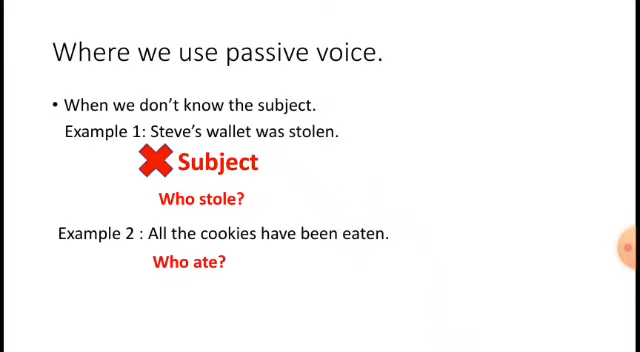 Where we use passive voice.
• When we don't know the subject.
Example 1: Steve's wallet was stolen.
Subject
Who stole?
Example 2 : All the cookies have been eaten.
Who ate?